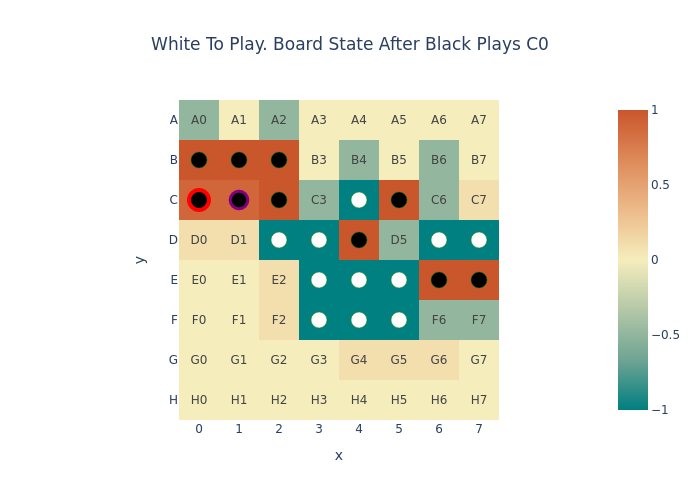 White To Play. Board State After Black Plays C0
A A0 A1 A2 A3 A4 A5 A6 A7
B B3 B4 B5 B6 B7
C C3 C6 C7
D D0 D1 D5
E E0 E1 E2
F F0 F1 F2 F6 F7
G G0 G1 G2 G3 G4 G5 G6 G7
H H0 H1 H2 H3 H4 H5 H6 H7
0 1 2 3 4 5 6 7
x
y
1
0.5
0
−0.5
−1